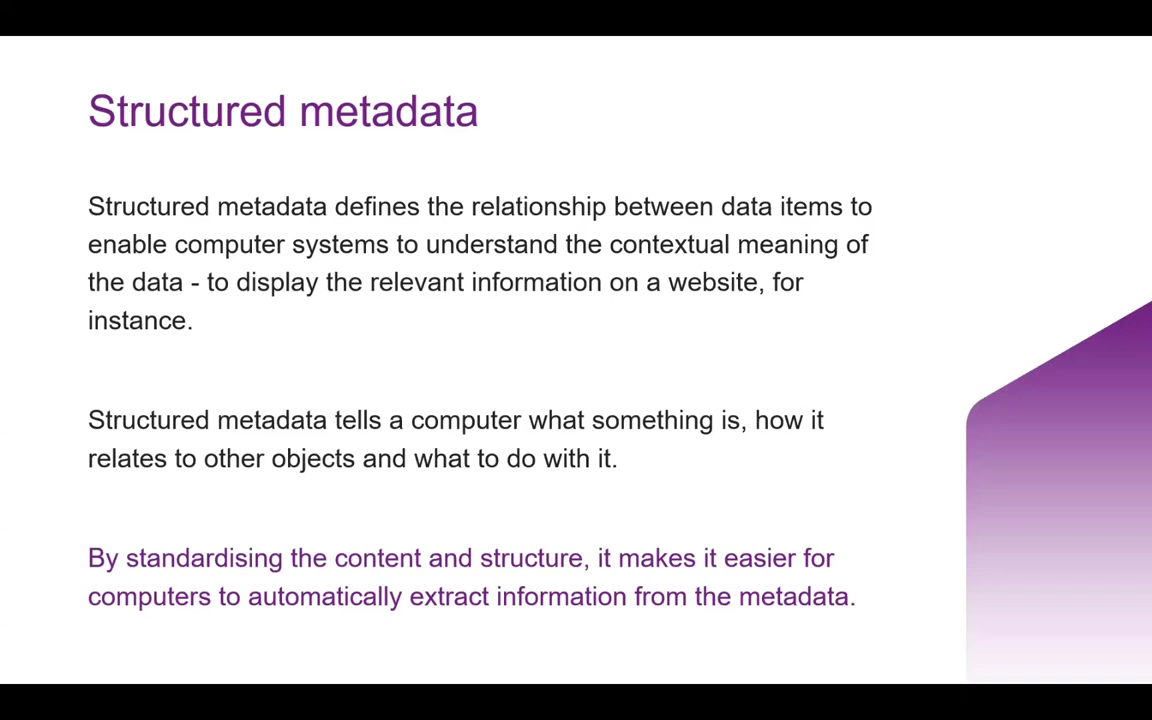 Structured metadata
Structured metadata defines the relationship between data items to
enable computer systems to understand the contextual meaning of
the data - to display the relevant information on a website, for
instance.
Structured metadata tells a computer what something is, how it
relates to other objects and what to do with it.
By standardising the content and structure, it makes it easier for
computers to automatically extract information from the metadata.